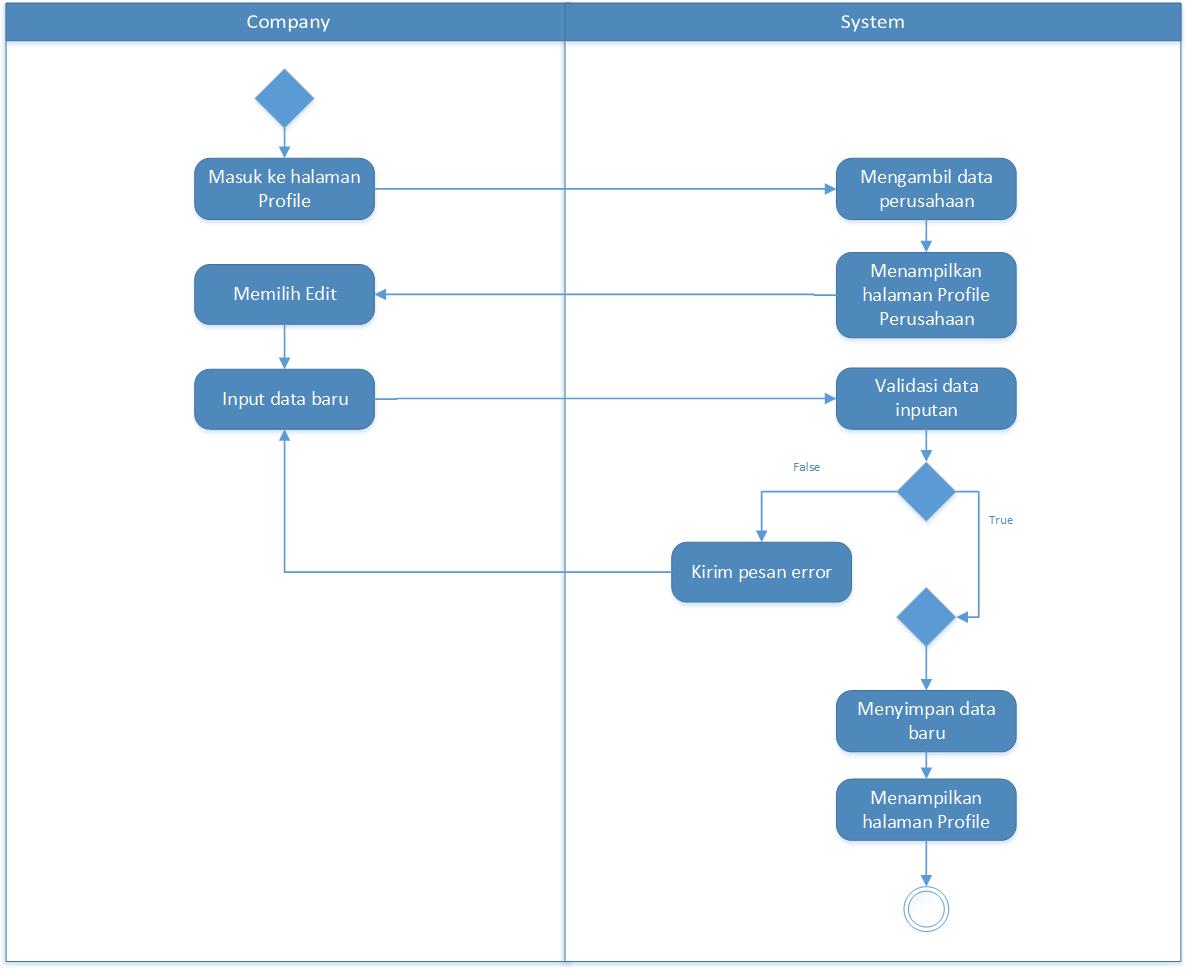 Company
System
Masuk ke halaman
Profile
Mengambil data
perusahaan
Memilih Edit
Menampilkan
halaman Profile
Perusahaan
Input data baru
Validasi data
inputan
False
True
Kirim pesan error
Menyimpan data
baru
Menampilkan
halaman Profile